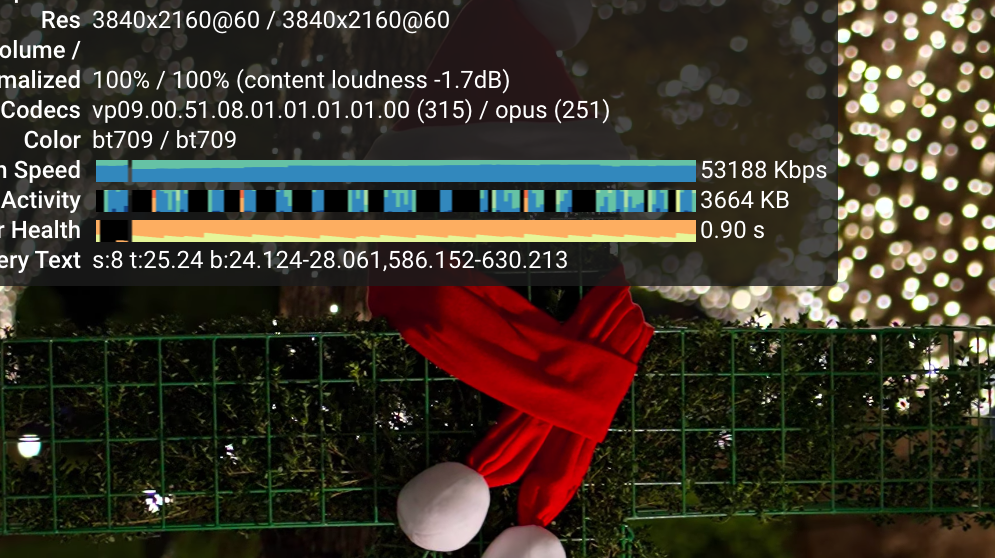 Res 3840x2160@60 / 3840x2160@60
olume /
malized 100% / 100% (content loudness -1.7dB)
Codecs vp09.00.51.08.01.01.01.01.00 (315) / opus (251)
Color bt709 / bt709
n Speed 53188 Kbps
Activity 3664 KB
r Health 0.90 s
ery Text s:8 t:25.24 b:24.124-28.061,586.152-630.213